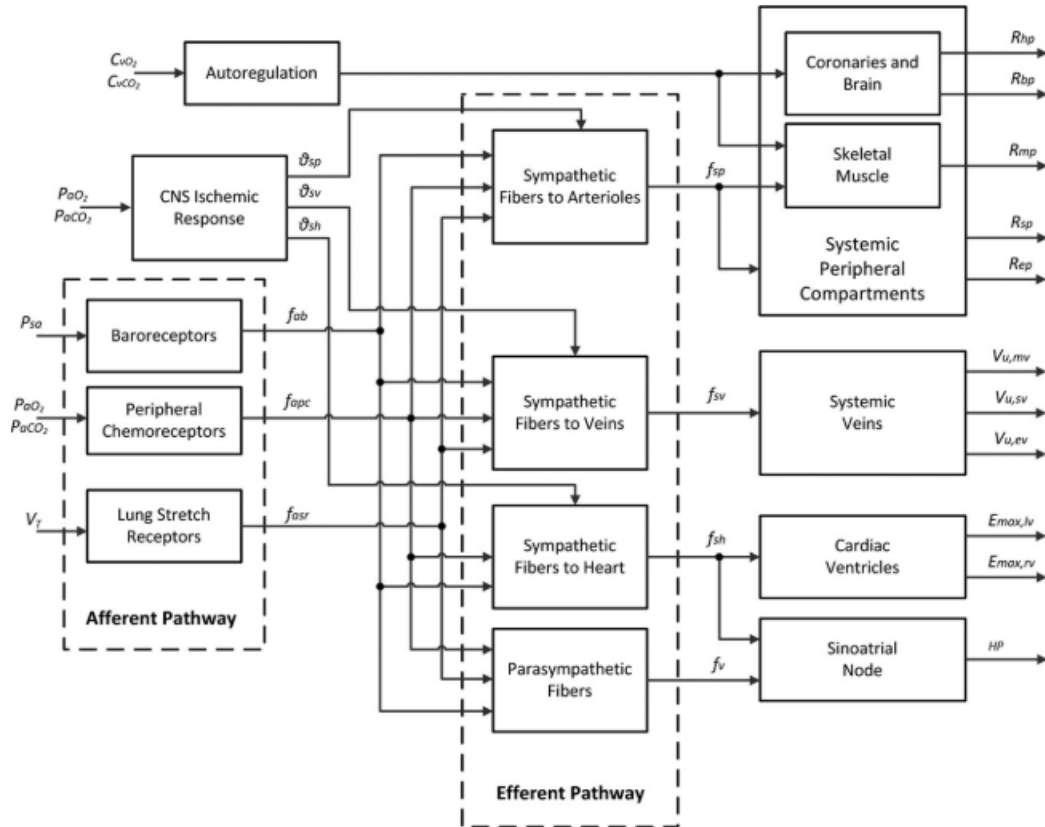 CvO₂
CvCO₂
Autoregulation
Coronaries and
Brain
Rhp
Rbp
Skeletal
Muscle
Rmp
Systemic
Peripheral
Compartments
Rsp
Rep
PaO₂
PaCO₂
CNS Ischemic
Response
ϑsp
ϑsv
ϑsh
Sympathetic
Fibers to Arterioles
fsp
Psa
Baroreceptors
fab
PaO₂
PaCO₂
Peripheral
Chemoreceptors
fapc
VT
Lung Stretch
Receptors
fasr
Afferent Pathway
Sympathetic
Fibers to Veins
fsv
Systemic
Veins
Vu,mv
Vu,sv
Vu,ev
Sympathetic
Fibers to Heart
fsh
Cardiac
Ventricles
Emax,lv
Emax,rv
Parasympathetic
Fibers
fv
Sinoatrial
Node
HP
Efferent Pathway